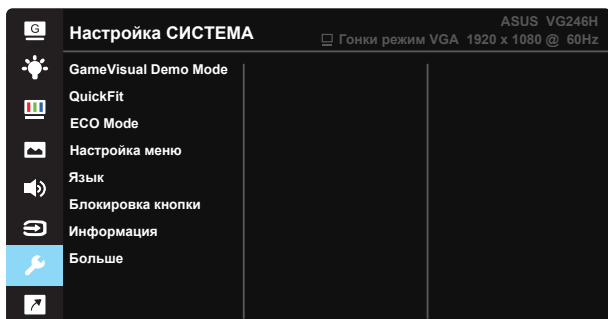 G
Настройка СИСТЕМА
ASUS VG246H
Гонки режим VGA 1920 x 1080 @ 60Hz
GameVisual Demo Mode
QuickFit
ECO Mode
Настройка меню
Язык
Блокировка кнопки
Информация
Больше